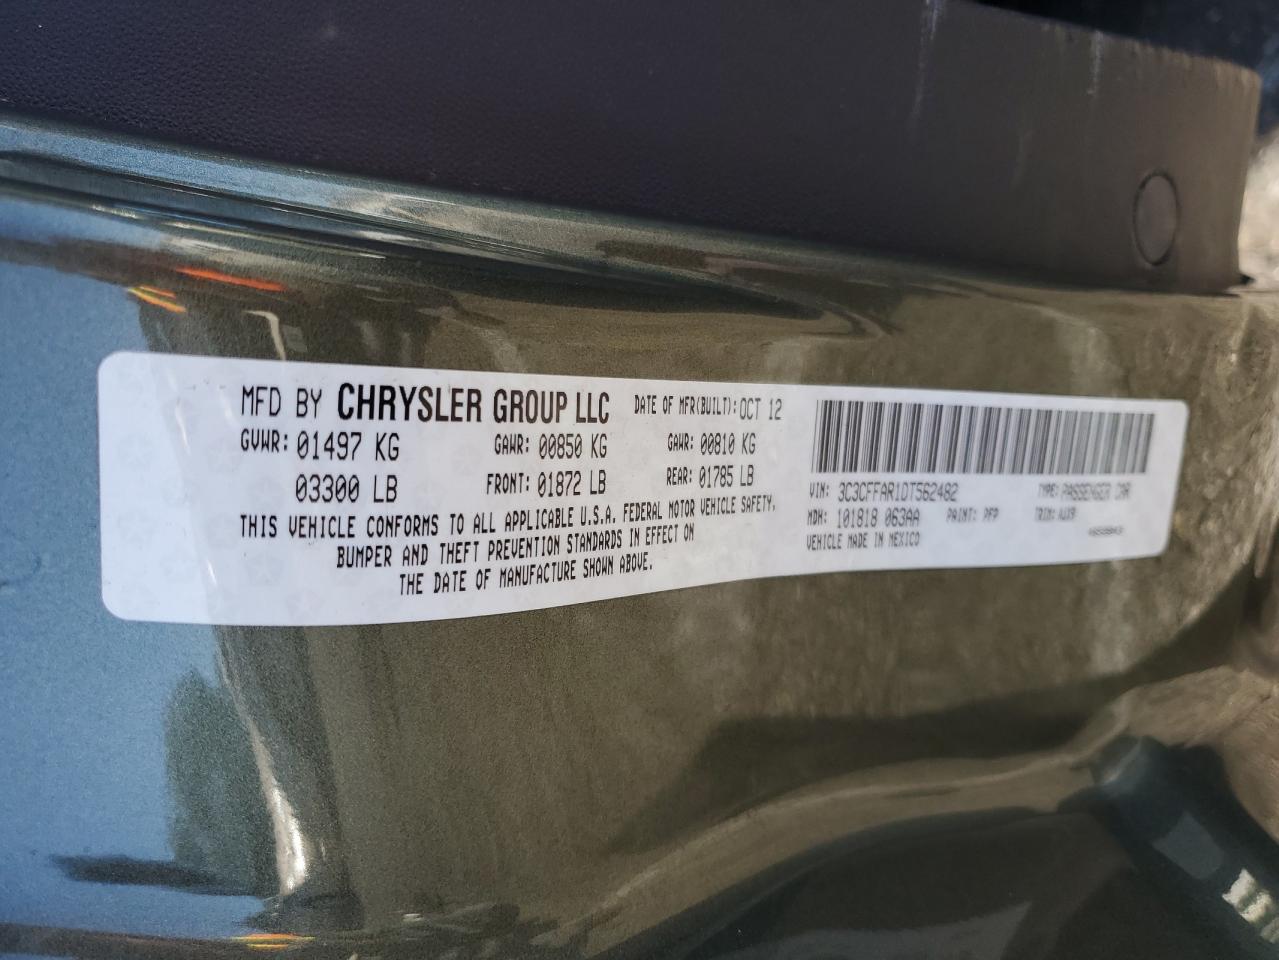 MFD BY CHRYSLER GROUP LLC DATE OF MFR(BUILT): OCT 12
GVWR: 01497 KG GAWR: 00850 KG GAWR: 00810 KG
03300 LB FRONT: 01872 LB REAR: 01785 LB
THIS VEHICLE CONFORMS TO ALL APPLICABLE U.S.A. FEDERAL MOTOR VEHICLE SAFETY,
BUMPER AND THEFT PREVENTION STANDARDS IN EFFECT ON
THE DATE OF MANUFACTURE SHOWN ABOVE.
VIN: 3C3CFFAR1DT562482 TYPE: PASSENGER CAR
MDH: 101818 063AA PAINT: PFP TRIM: AJX9
VEHICLE MADE IN MEXICO